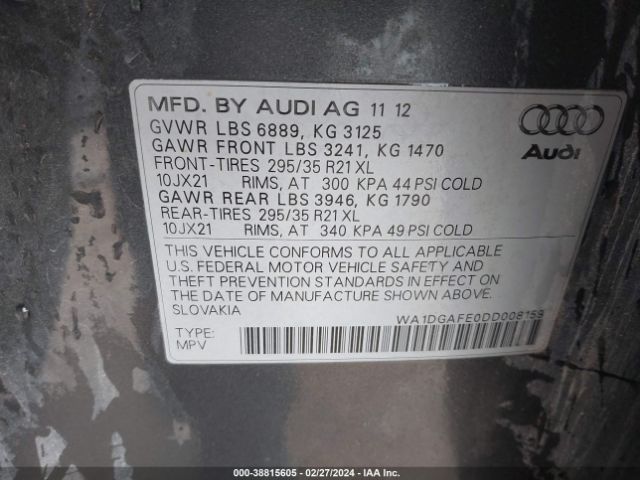 MFD. BY AUDI AG 11 12
GVWR LBS 6889, KG 3125
GAWR FRONT LBS 3241, KG 1470
FRONT-TIRES 295/35 R21 XL
10JX21 RIMS, AT 300 KPA 44 PSI COLD
GAWR REAR LBS 3946, KG 1790
REAR-TIRES 295/35 R21 XL
10JX21 RIMS, AT 340 KPA 49 PSI COLD
Audi
THIS VEHICLE CONFORMS TO ALL APPLICABLE
U.S. FEDERAL MOTOR VEHICLE SAFETY AND
THEFT PREVENTION STANDARDS IN EFFECT ON
THE DATE OF MANUFACTURE SHOWN ABOVE.
SLOVAKIA
WA1DGAFE0DD008159
TYPE:
MPV
000-38815605 - 02/27/2024 - IAA Inc.